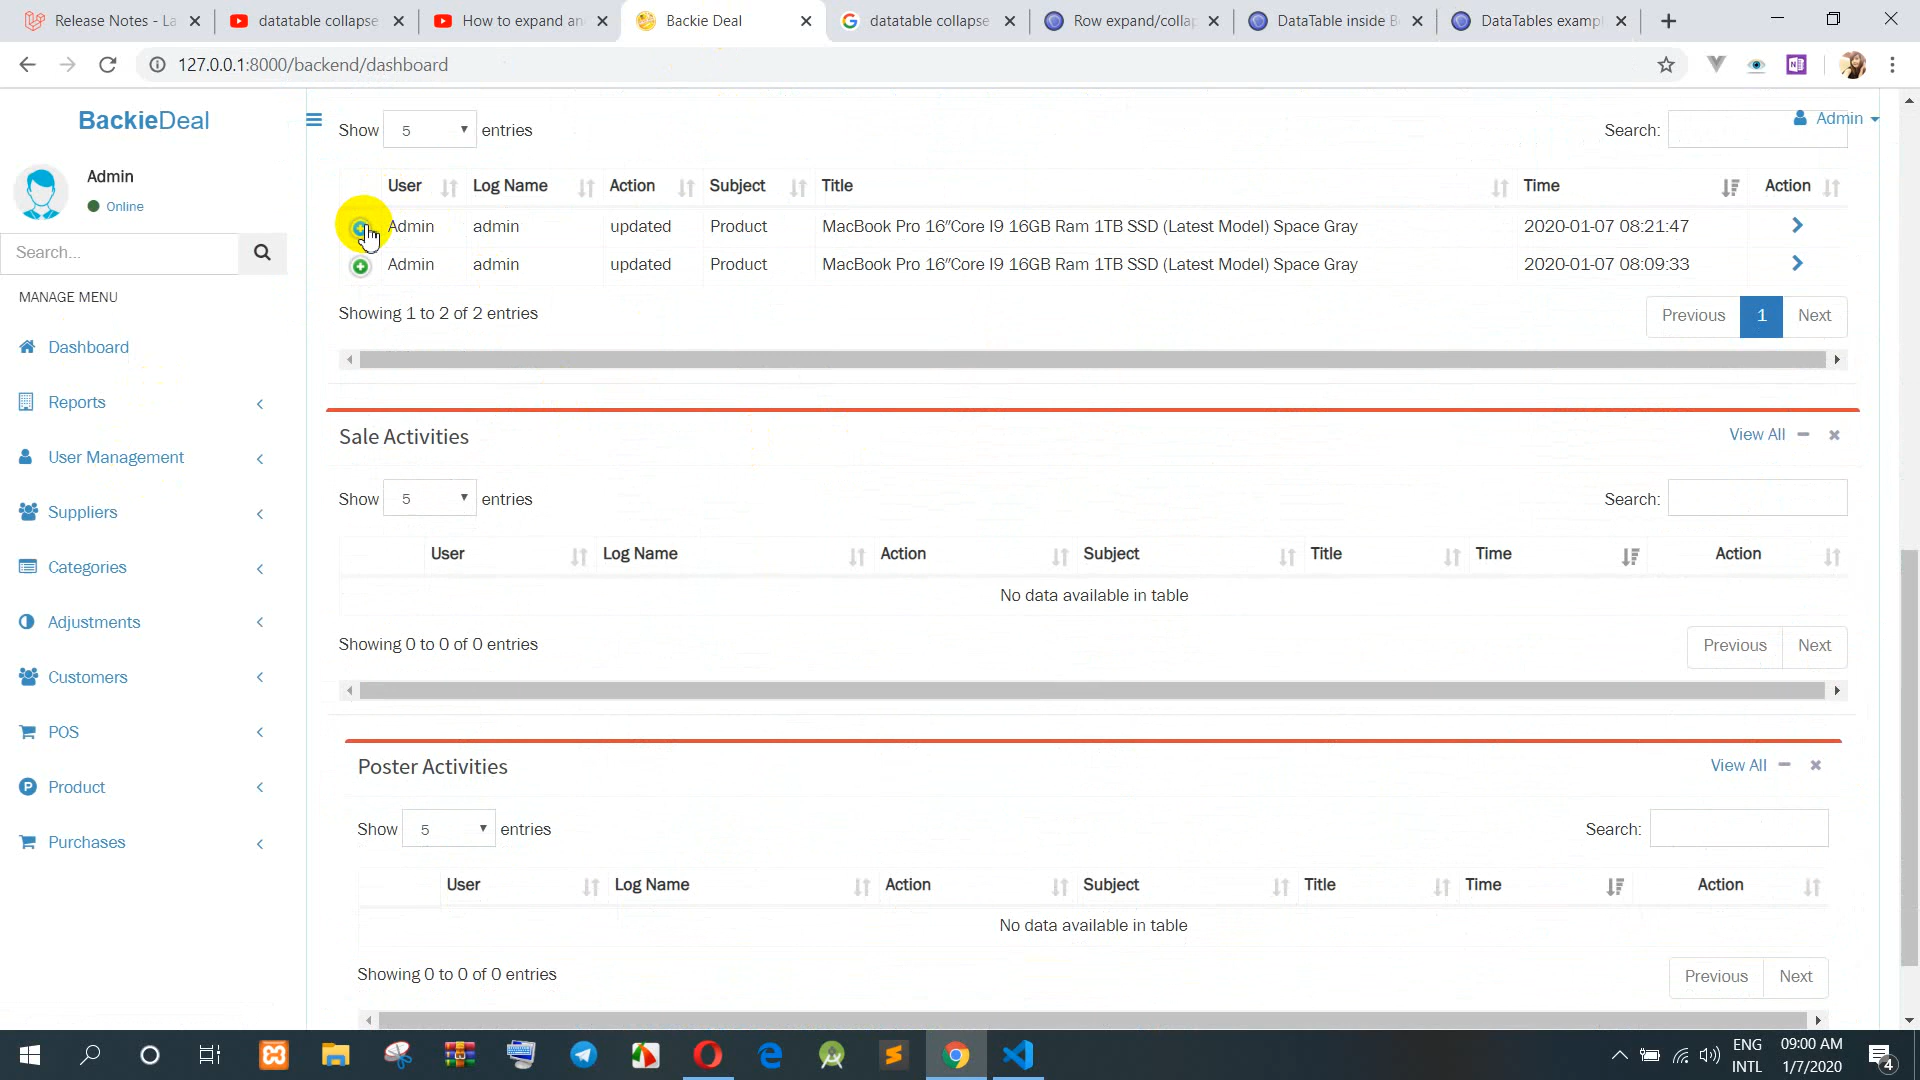 Release Notes - La
datatable collapse
How to expand an
Backie Deal
datatable collapse
Row expand/collap
DataTable inside B
DataTables exampl
127.0.0.1:8000/backend/dashboard
BackieDeal
Admin
Online
Search...
MANAGE MENU
Dashboard
Reports
User Management
Suppliers
Categories
Adjustments
Customers
POS
Product
Purchases
Admin
Show 5 entries
Search:
User Log Name Action Subject Title Time Action
Admin admin updated Product MacBook Pro 16"Core I9 16GB Ram 1TB SSD (Latest Model) Space Gray 2020-01-07 08:21:47
Admin admin updated Product MacBook Pro 16"Core I9 16GB Ram 1TB SSD (Latest Model) Space Gray 2020-01-07 08:09:33
Showing 1 to 2 of 2 entries
Previous 1 Next
Sale Activities
View All
Show 5 entries
Search:
User Log Name Action Subject Title Time Action
No data available in table
Showing 0 to 0 of 0 entries
Previous Next
Poster Activities
View All
Show 5 entries
Search:
User Log Name Action Subject Title Time Action
No data available in table
Showing 0 to 0 of 0 entries
Previous Next
ENG
INTL
09:00 AM
1/7/2020
4